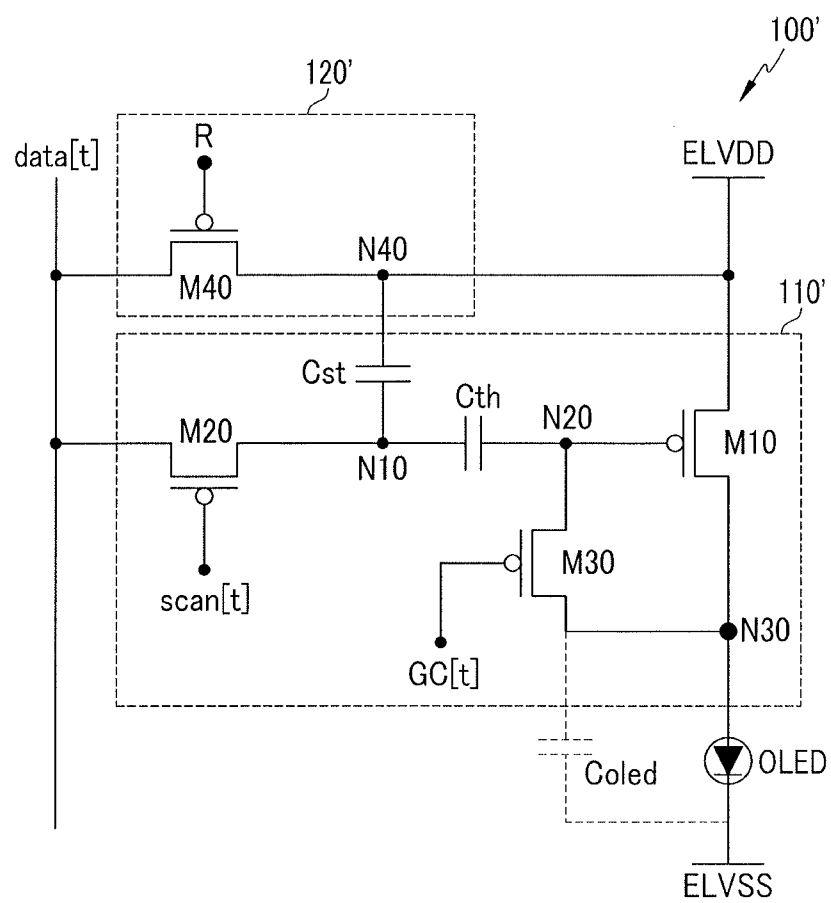 100'
120'
R
data[t]
ELVDD
N40
M40
110'
Cst
Cth
M20
N20
M10
N10
M30
scan[t]
N30
GC[t]
Coled
OLED
ELVSS